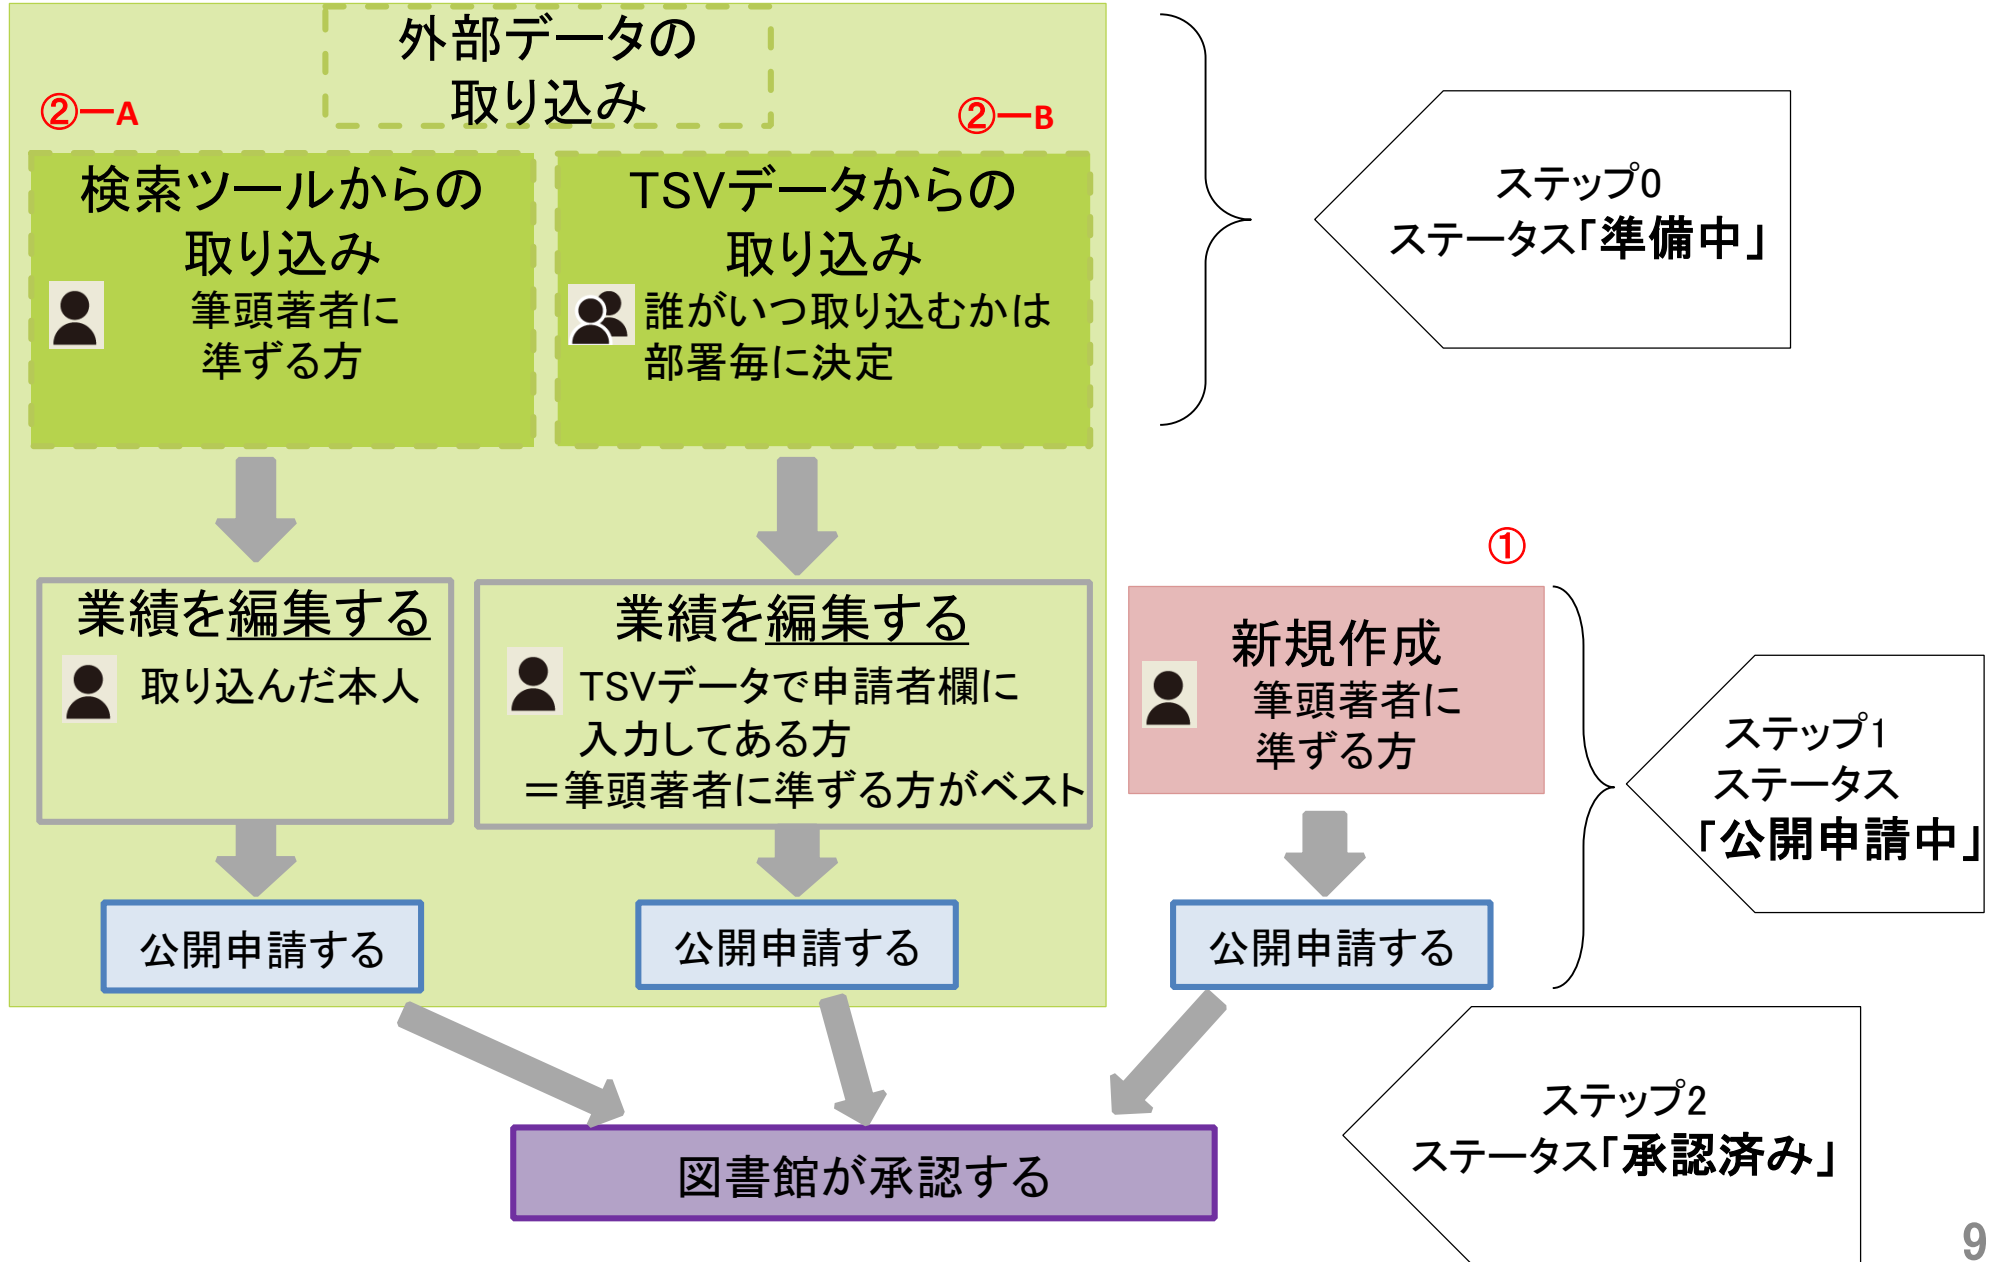 外部データの
取り込み
②ーA
②ーB
検索ツールからの
取り込み
筆頭著者に
準ずる方
TSVデータからの
取り込み
誰がいつ取り込むかは
部署毎に決定
ステップ0
ステータス「準備中」
業績を編集する
取り込んだ本人
業績を編集する
TSVデータで申請者欄に
入力してある方
＝筆頭著者に準ずる方がベスト
①
新規作成
筆頭著者に
準ずる方
ステップ1
ステータス
「公開申請中」
公開申請する
公開申請する
公開申請する
図書館が承認する
ステップ2
ステータス「承認済み」
9